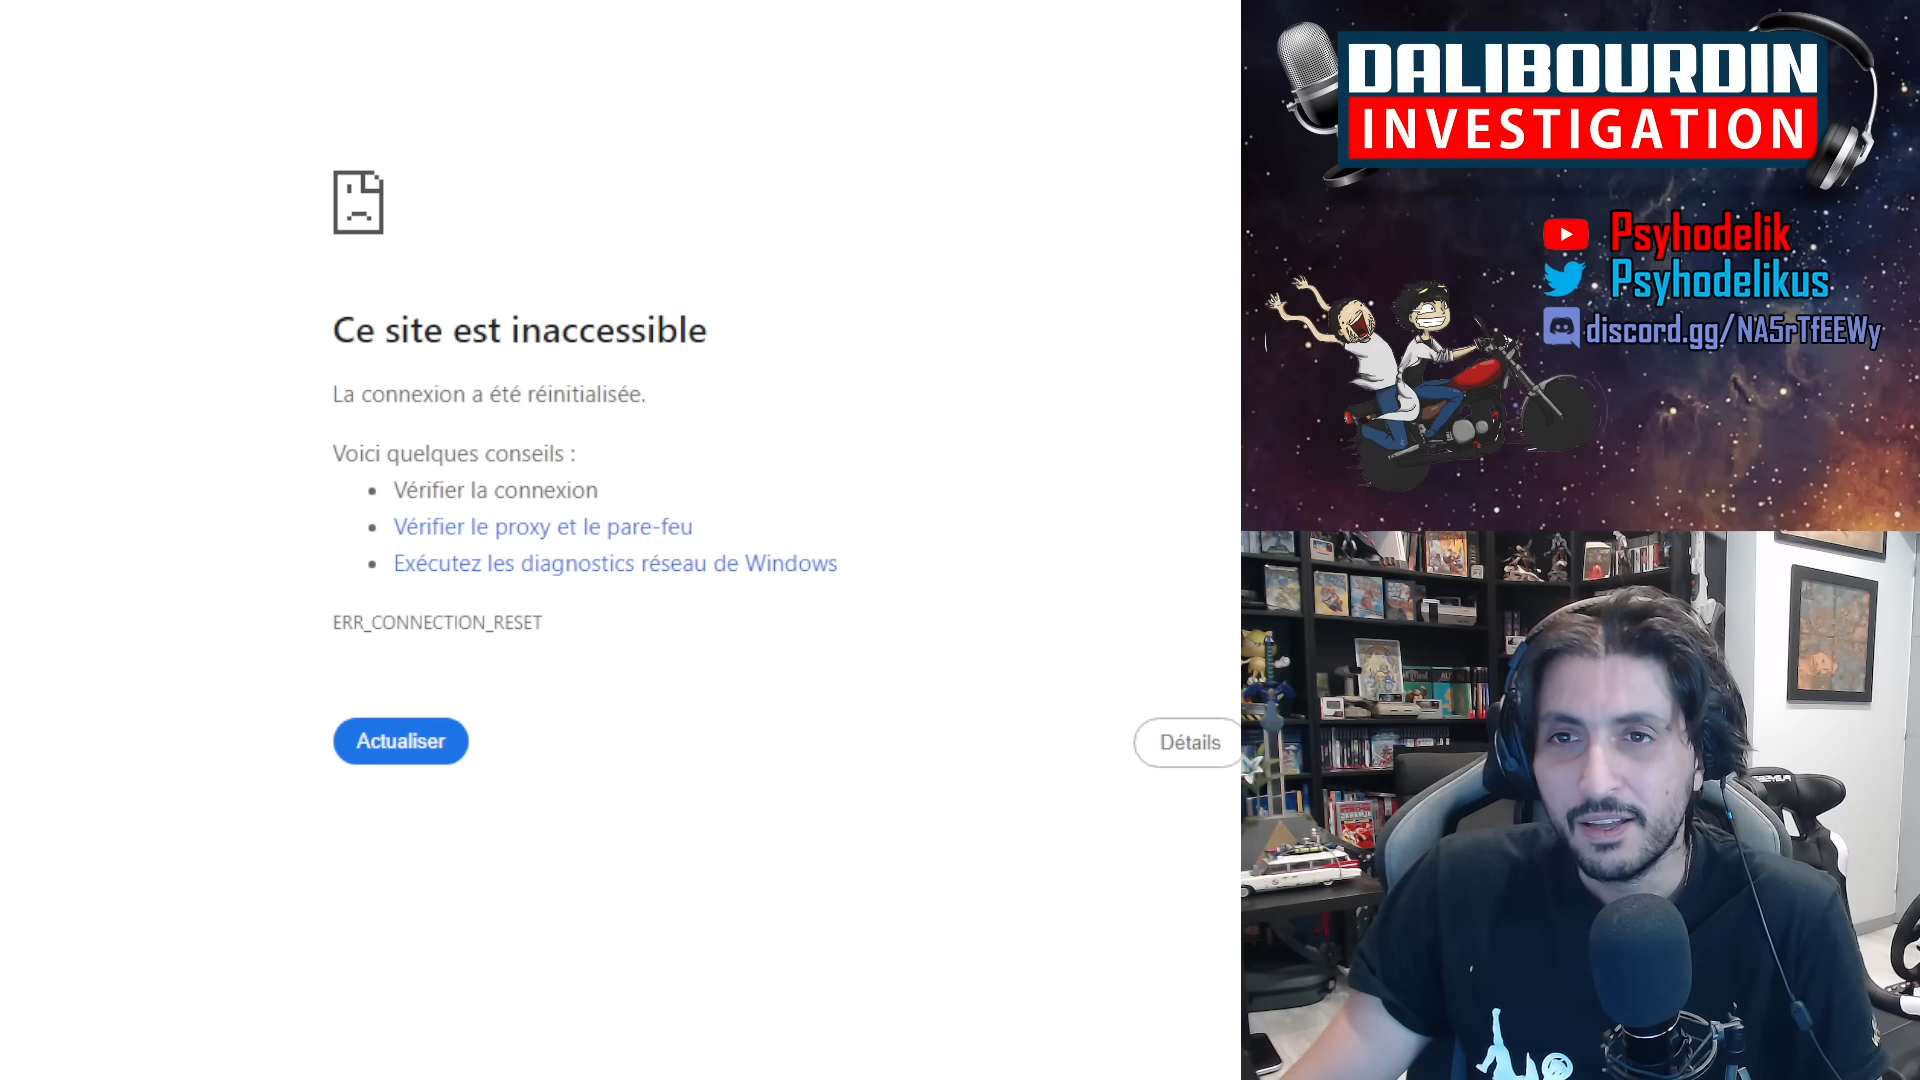 Ce site est inaccessible
La connexion a été réinitialisée.
Voici quelques conseils :
Vérifier la connexion
Vérifier le proxy et le pare-feu
Exécutez les diagnostics réseau de Windows
ERR_CONNECTION_RESET
Actualiser
Détails
DALIBOURDIN
INVESTIGATION
Psyhodelik
Psyhodelikus
discord.gg/NA5rTfEEWy